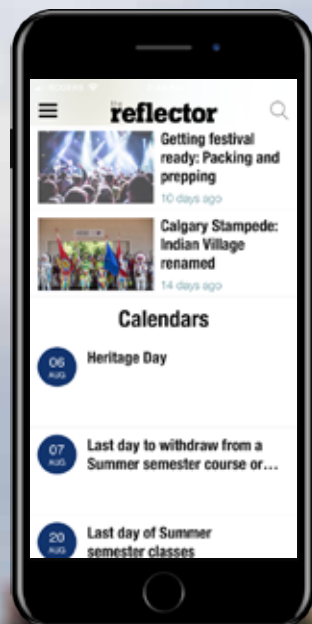 the
reflector
Getting festival
ready: Packing and
prepping
10 days ago
Calgary Stampede:
Indian Village
renamed
14 days ago
Calendars
06
AUG
Heritage Day
07
AUG
Last day to withdraw from a
Summer semester course or...
20
AUG
Last day of Summer
semester classes